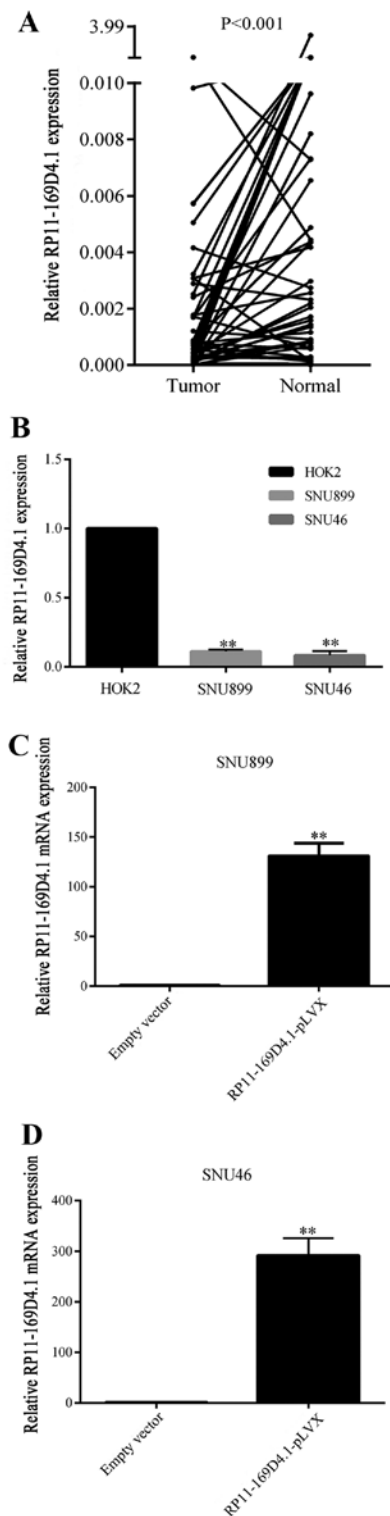 A
P<0.001
Relative RP11-169D4.1 expression
3.99
0.010
0.008
0.006
0.004
0.002
0.000
Tumor
Normal
B
Relative RP11-169D4.1 expression
1.5
1.0
0.5
0.0
HOK2
SNU899
SNU46
**
**
HOK2
SNU899
SNU46
C
SNU899
Relative RP11-169D4.1 mRNA expression
200
150
100
50
0
**
Empty vector
RP11-169D4.1-pLVX
D
SNU46
Relative RP11-169D4.1 mRNA expression
400
300
200
100
0
**
Empty vector
RP11-169D4.1-pLVX